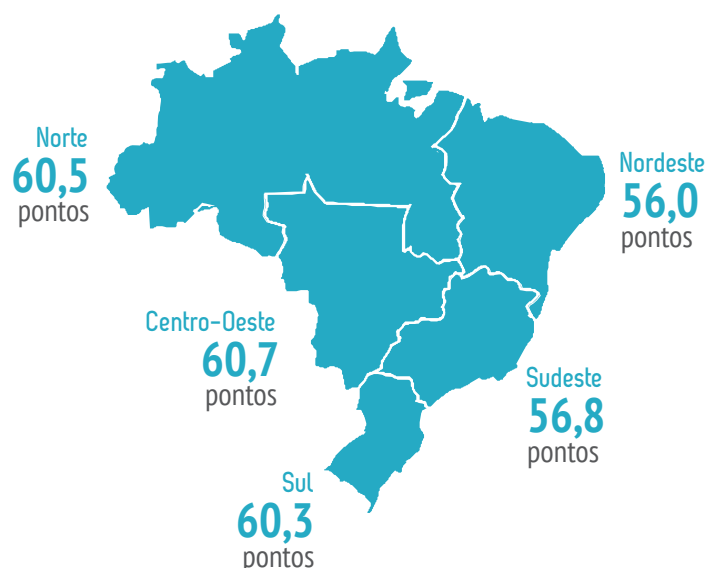 Norte
60,5
pontos
Nordeste
56,0
pontos
Centro-Oeste
60,7
pontos
Sudeste
56,8
pontos
Sul
60,3
pontos